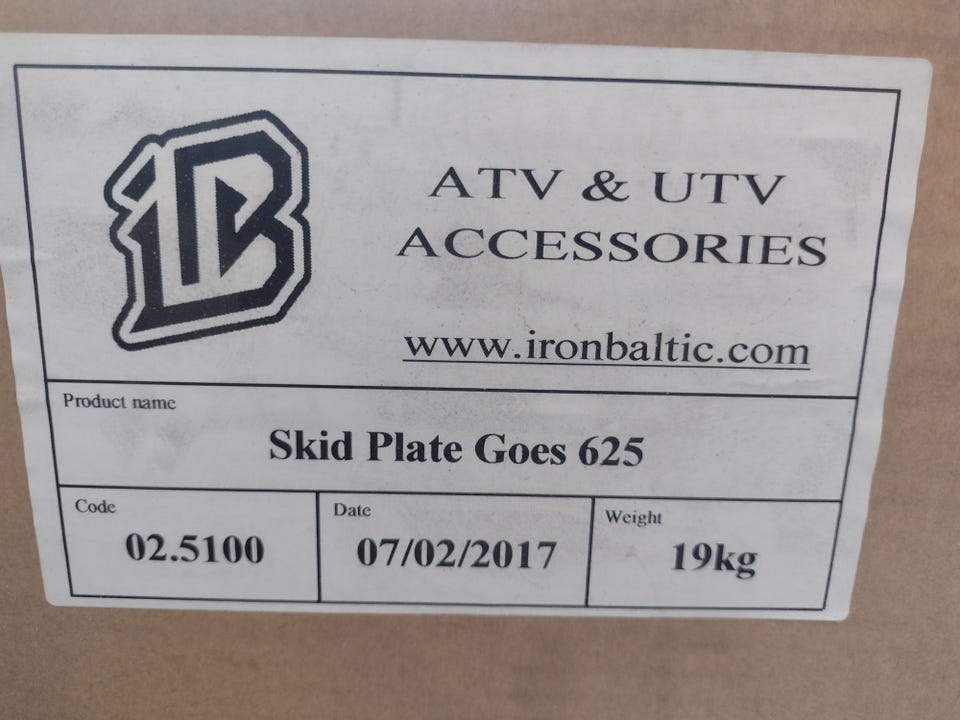 IB
ATV & UTV
ACCESSORIES
www.ironbaltic.com
Product name
Skid Plate Goes 625
Code
02.5100
Date
07/02/2017
Weight
19kg